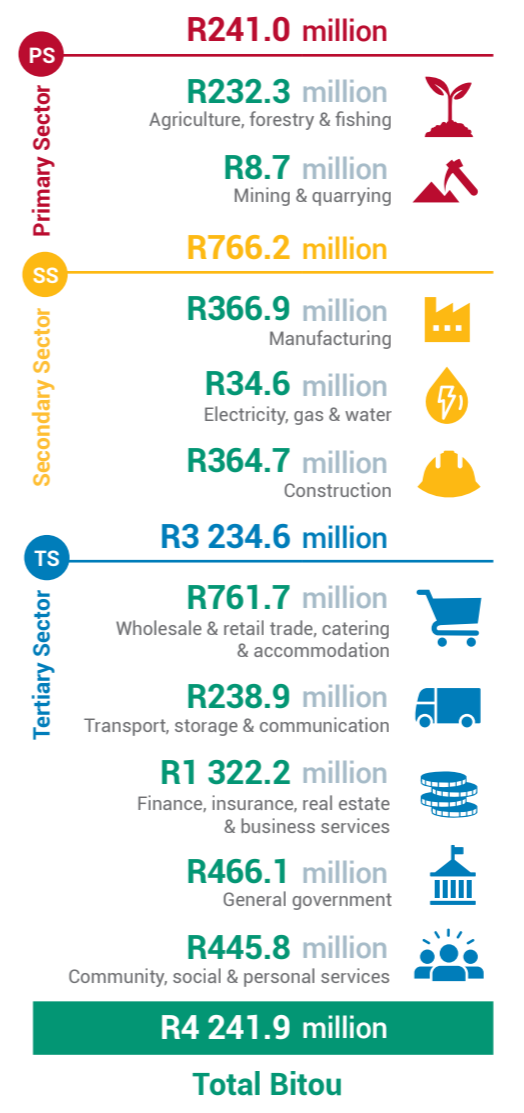 R241.0 million
PS
Primary Sector
R232.3 million
Agriculture, forestry & fishing
R8.7 million
Mining & quarrying
R766.2 million
SS
Secondary Sector
R366.9 million
Manufacturing
R34.6 million
Electricity, gas & water
R364.7 million
Construction
R3 234.6 million
TS
Tertiary Sector
R761.7 million
Wholesale & retail trade, catering
& accommodation
R238.9 million
Transport, storage & communication
R1 322.2 million
Finance, insurance, real estate
& business services
R466.1 million
General government
R445.8 million
Community, social & personal services
R4 241.9 million
Total Bitou